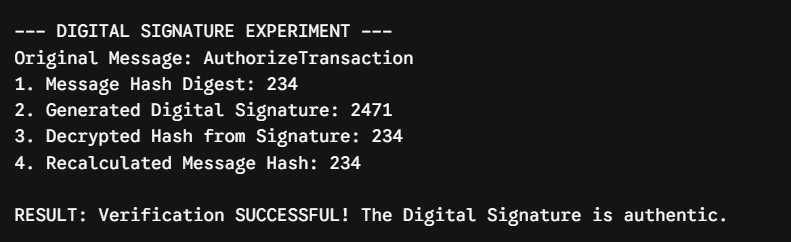 --- DIGITAL SIGNATURE EXPERIMENT ---
Original Message: AuthorizeTransaction
1. Message Hash Digest: 234
2. Generated Digital Signature: 2471
3. Decrypted Hash from Signature: 234
4. Recalculated Message Hash: 234
RESULT: Verification SUCCESSFUL! The Digital Signature is authentic.